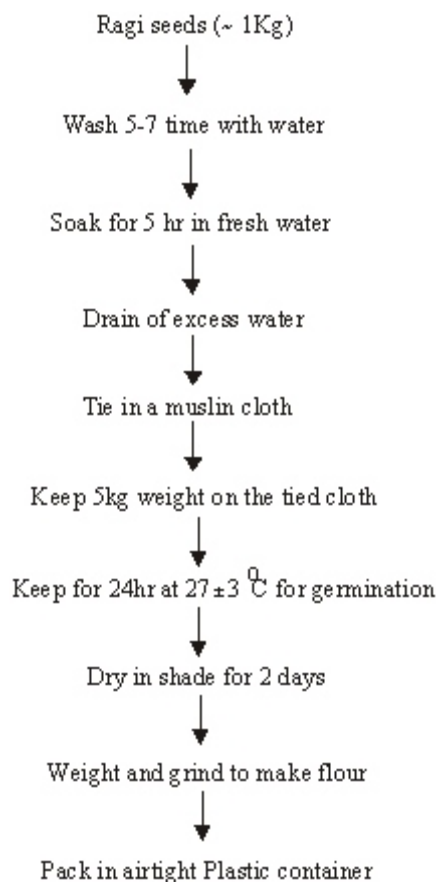 Ragi seeds (~ 1Kg)
Wash 5-7 time with water
Soak for 5 hr in fresh water
Drain of excess water
Tie in a muslin cloth
Keep 5kg weight on the tied cloth
Keep for 24hr at 27±3 ⁰C for germination
Dry in shade for 2 days
Weight and grind to make flour
Pack in airtight Plastic container